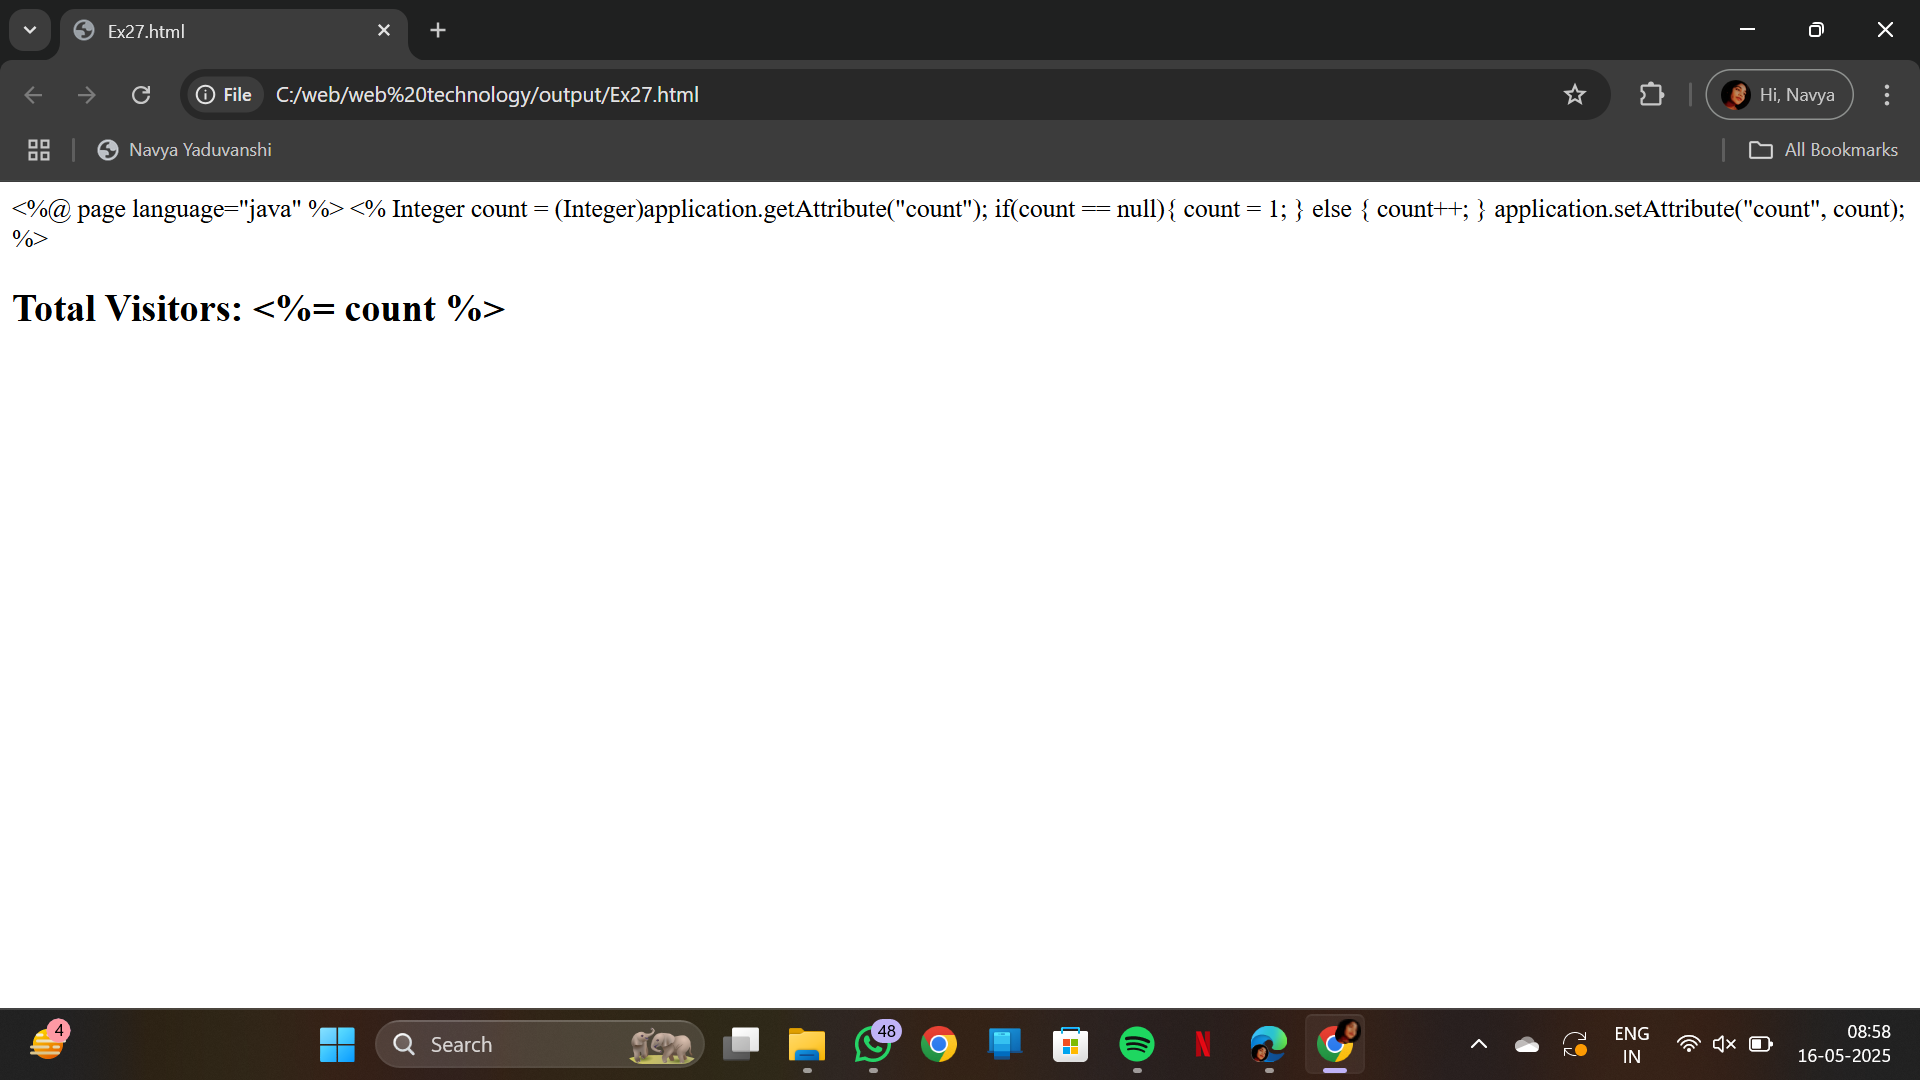 Ex27.html
File
C:/web/web%20technology/output/Ex27.html
Hi, Navya
Navya Yaduvanshi
All Bookmarks
<%@ page language="java" %> <% Integer count = (Integer)application.getAttribute("count"); if(count == null){ count = 1; } else { count++; } application.setAttribute("count", count);
%>
Total Visitors: <%= count %>
4
Search
48
N
ENG
IN
08:58
16-05-2025